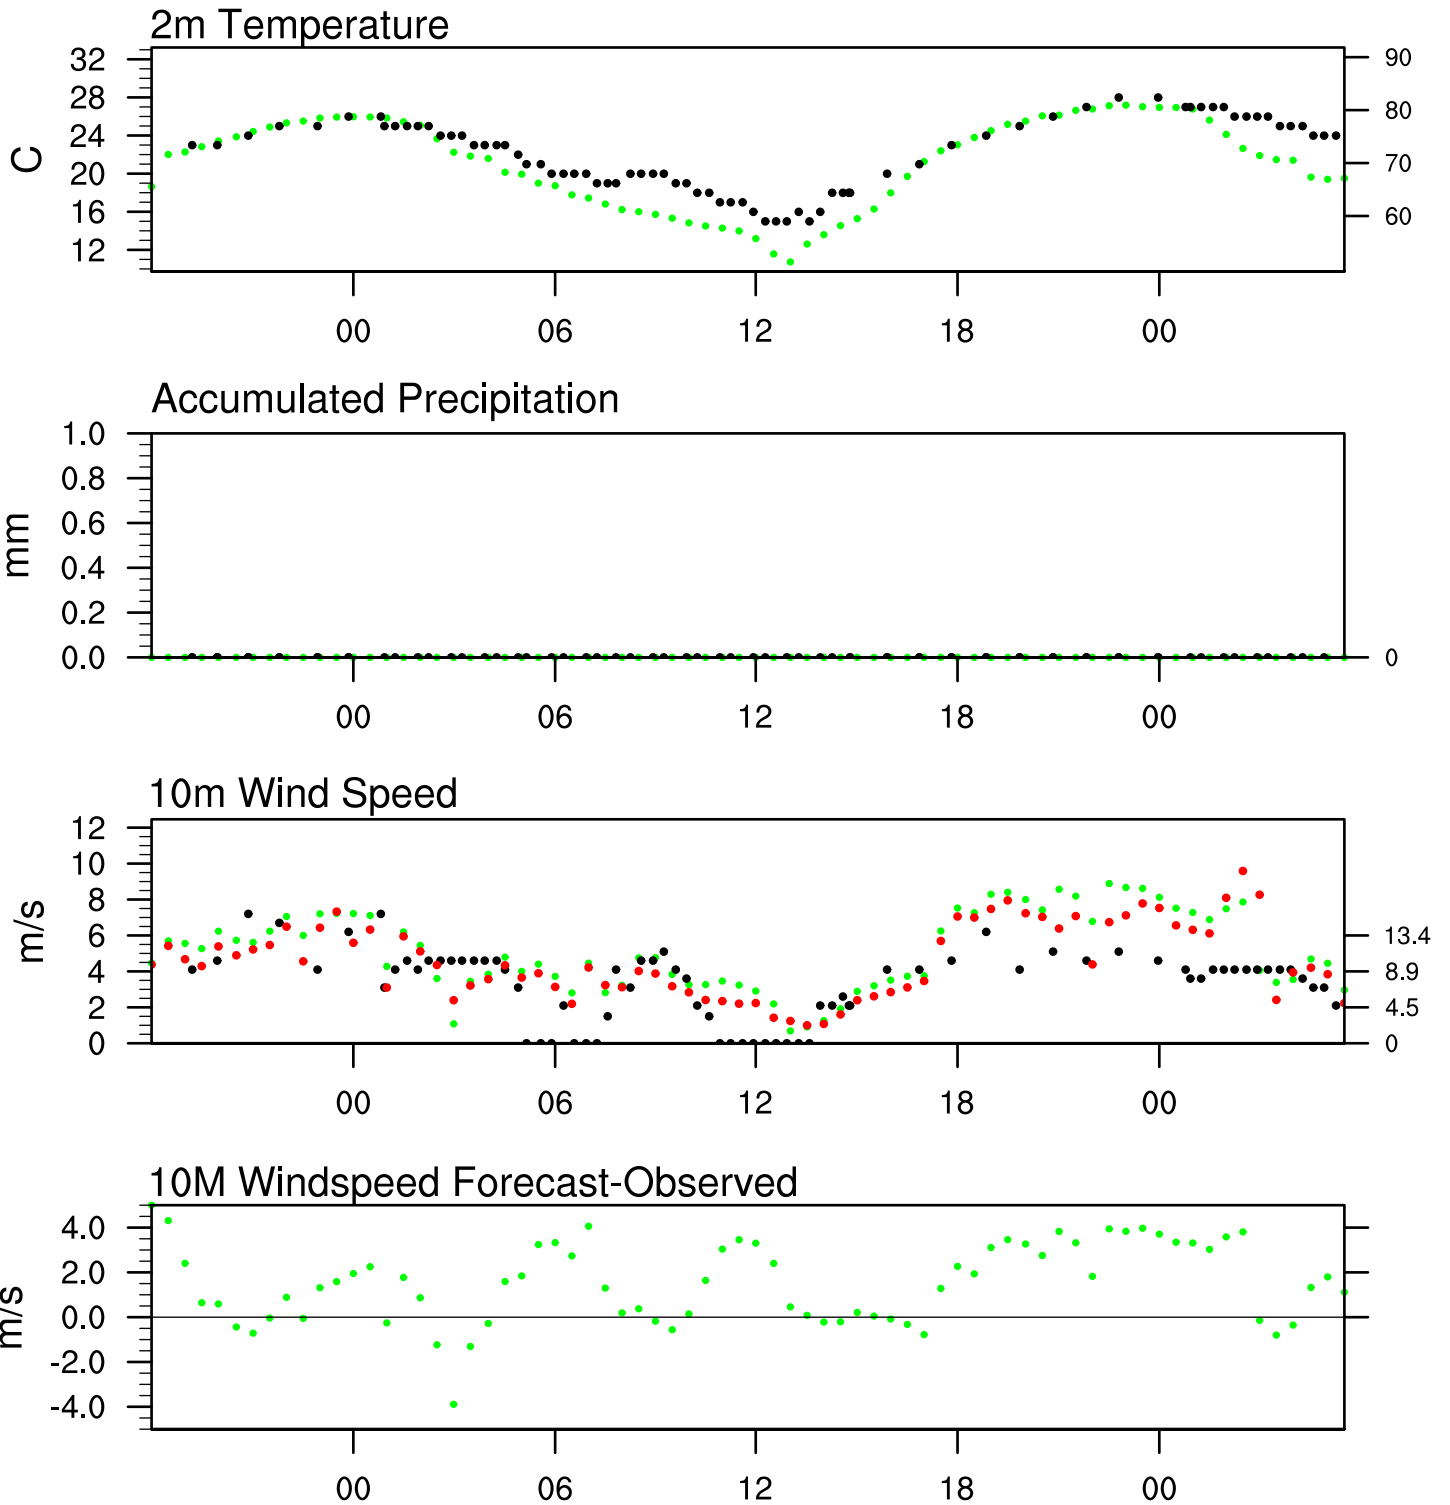 2m Temperature
32
28
24
20
16
12
C
90
80
70
60
00 06 12 18 00
Accumulated Precipitation
1.0
0.8
0.6
0.4
0.2
0.0
mm
0
00 06 12 18 00
10m Wind Speed
12
10
8
6
4
2
0
m/s
13.4
8.9
4.5
0
00 06 12 18 00
10M Windspeed Forecast-Observed
4.0
2.0
0.0
-2.0
-4.0
m/s
00 06 12 18 00